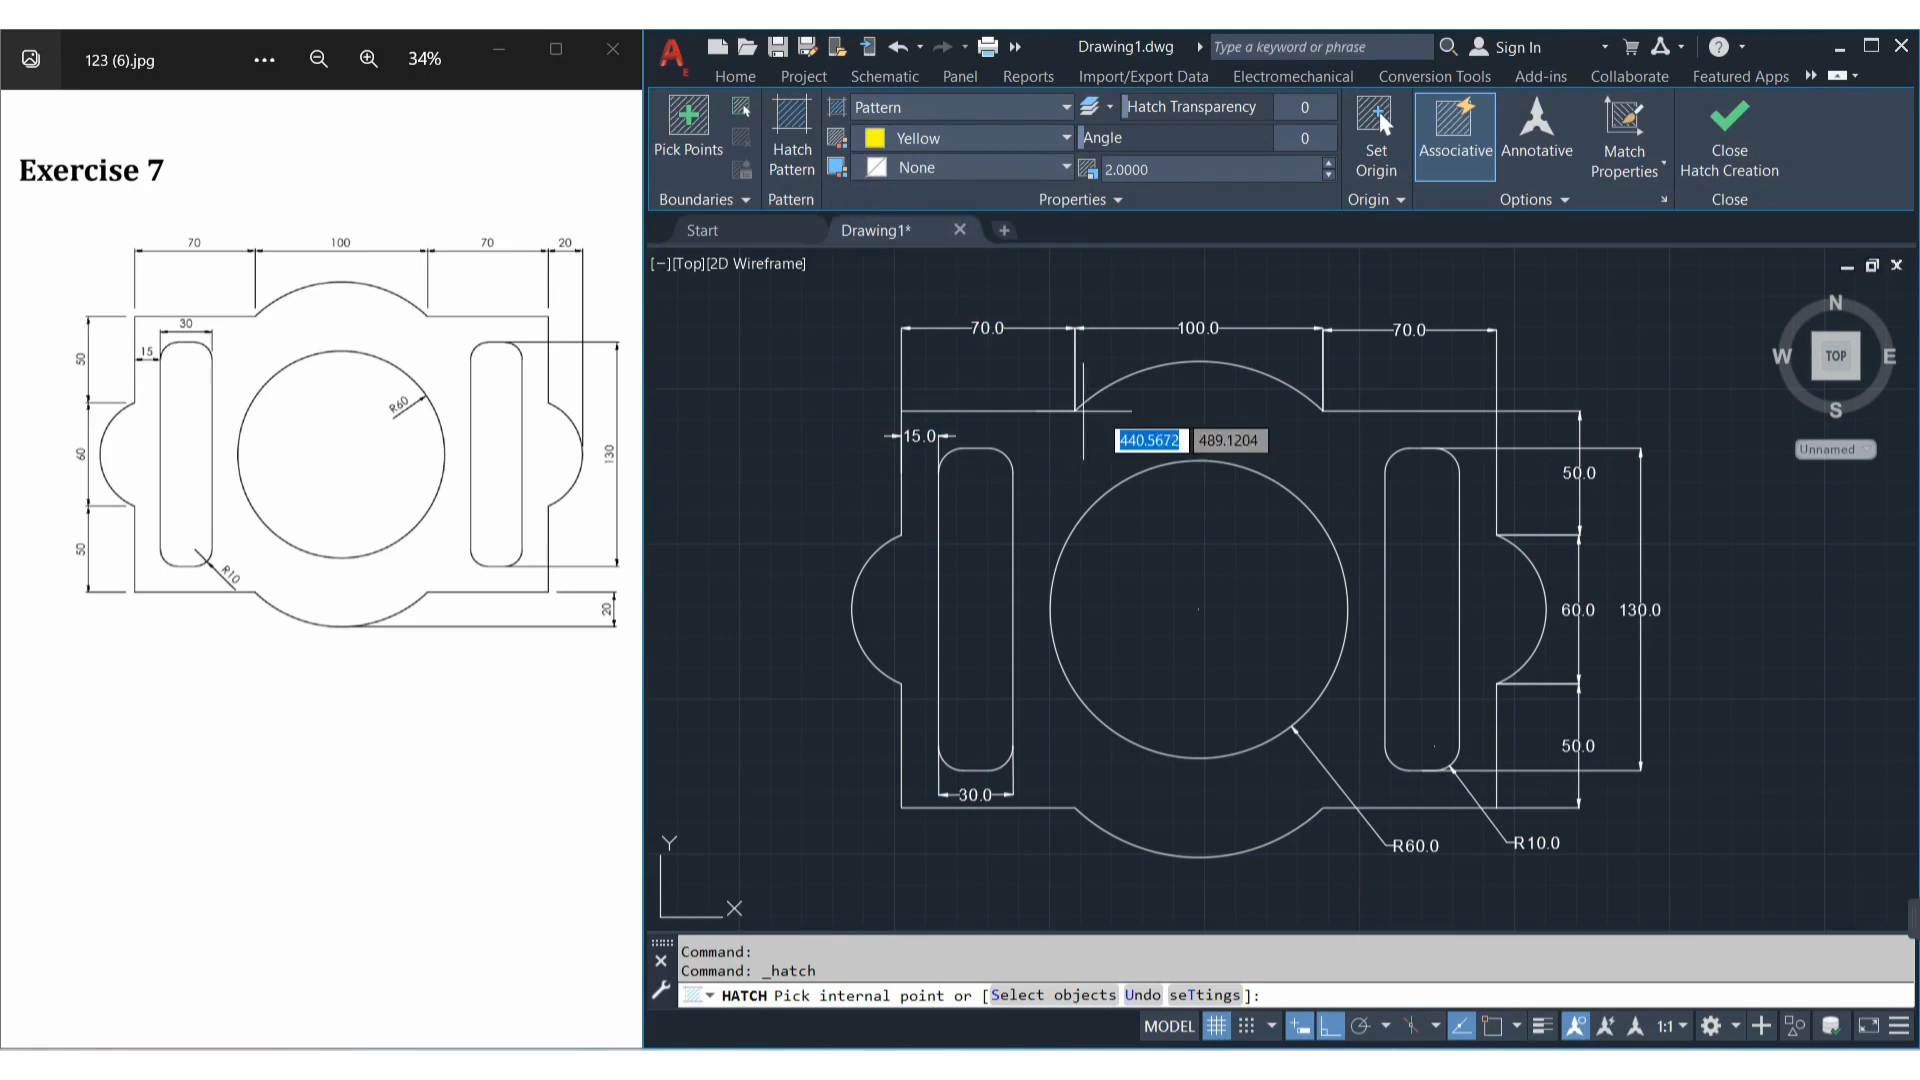 123 (6).jpg
34%
Exercise 7
70
100
70
20
30
15
50
60
50
R60
R10
130
20
Drawing1.dwg
Type a keyword or phrase
Sign In
Home
Project
Schematic
Panel
Reports
Import/Export Data
Electromechanical
Conversion Tools
Add-ins
Collaborate
Featured Apps
Pick Points
Hatch
Pattern
Pattern
Yellow
None
Hatch Transparency
0
Angle
0
2.0000
Set
Origin
Associative
Annotative
Match
Properties
Close
Hatch Creation
Boundaries
Pattern
Properties
Origin
Options
Close
Start
Drawing1*
[−][Top][2D Wireframe]
N
W
TOP
E
S
Unnamed
70.0
100.0
70.0
15.0
440.5672
489.1204
50.0
60.0
130.0
50.0
30.0
R60.0
R10.0
Y
X
Command:
Command: _hatch
HATCH Pick internal point or [Select objects Undo seTtings]:
MODEL
1:1